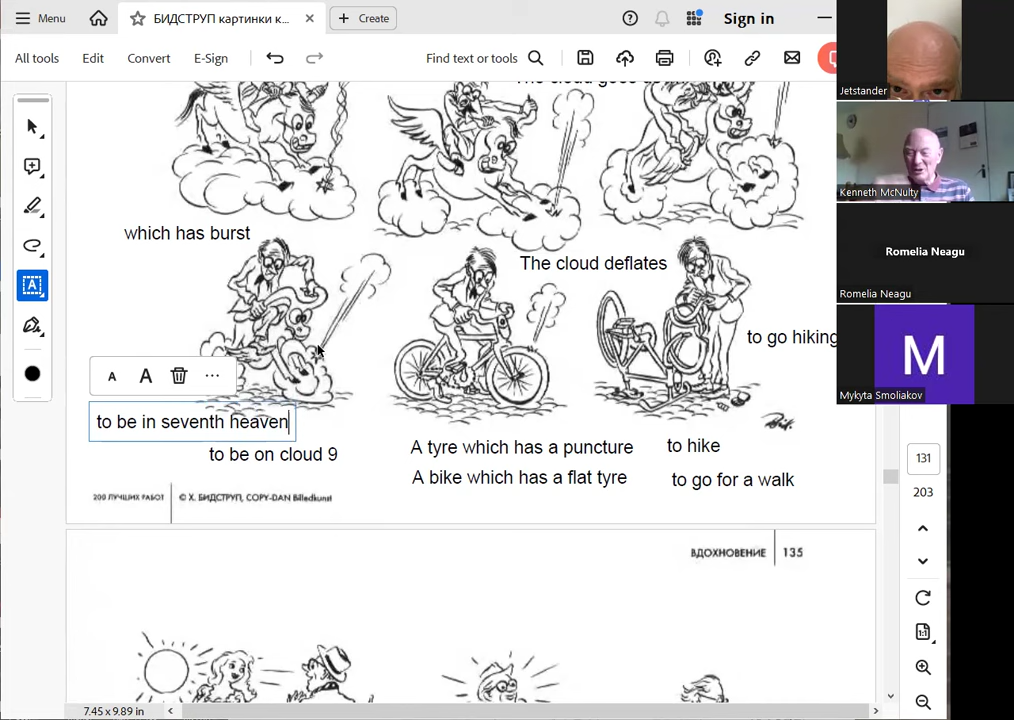 Menu
БИДСТРУП картинки к...
Create
Sign in
All tools
Edit
Convert
E-Sign
Find text or tools
Jetstander
Kenneth McNulty
Romelia Neagu
Romelia Neagu
M
Mykyta Smoliakov
which has burst
The cloud deflates
to go hiking
A A
to be in seventh heaven
to be on cloud 9
A tyre which has a puncture
to hike
A bike which has a flat tyre
to go for a walk
200 ЛУЧШИХ РАБОТ
© Х. БИДСТРУП, COPY-DAN Billedkunst
131
203
ВДОХНОВЕНИЕ
135
7.45 x 9.89 in